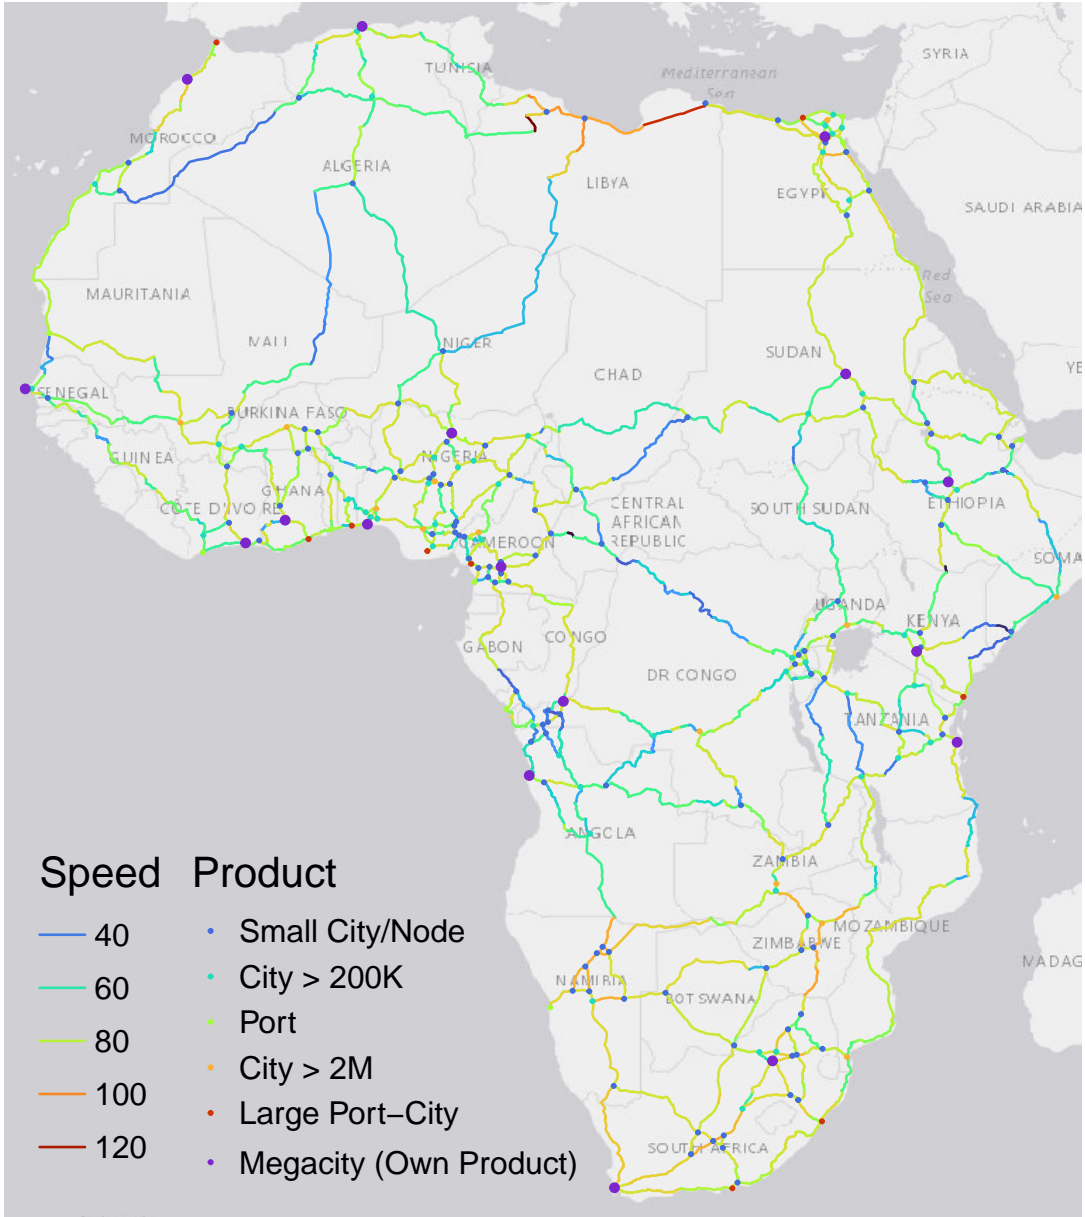 SYRIA
TUNISIA
Mediterranean
Sea
MOROCCO
ALGERIA
LIBYA
EGYPT
SAUDI ARABIA
Red
Sea
MAURITANIA
MALI
NIGER
SUDAN
CHAD
YE
SENEGAL
BURKINA FASO
GUINEA
NIGERIA
GHANA
CÔTE D'IVOIRE
CENTRAL
AFRICAN
REPUBLIC
SOUTH SUDAN
ETHIOPIA
CAMEROON
SOMA
UGANDA
KENYA
GABON
CONGO
DR CONGO
TANZANIA
ANGOLA
ZAMBIA
MOZAMBIQUE
ZIMBABWE
NAMIBIA
BOTSWANA
MADAG
SOUTH AFRICA
Speed
40
60
80
100
120
Product
Small City/Node
City > 200K
Port
City > 2M
Large Port−City
Megacity (Own Product)